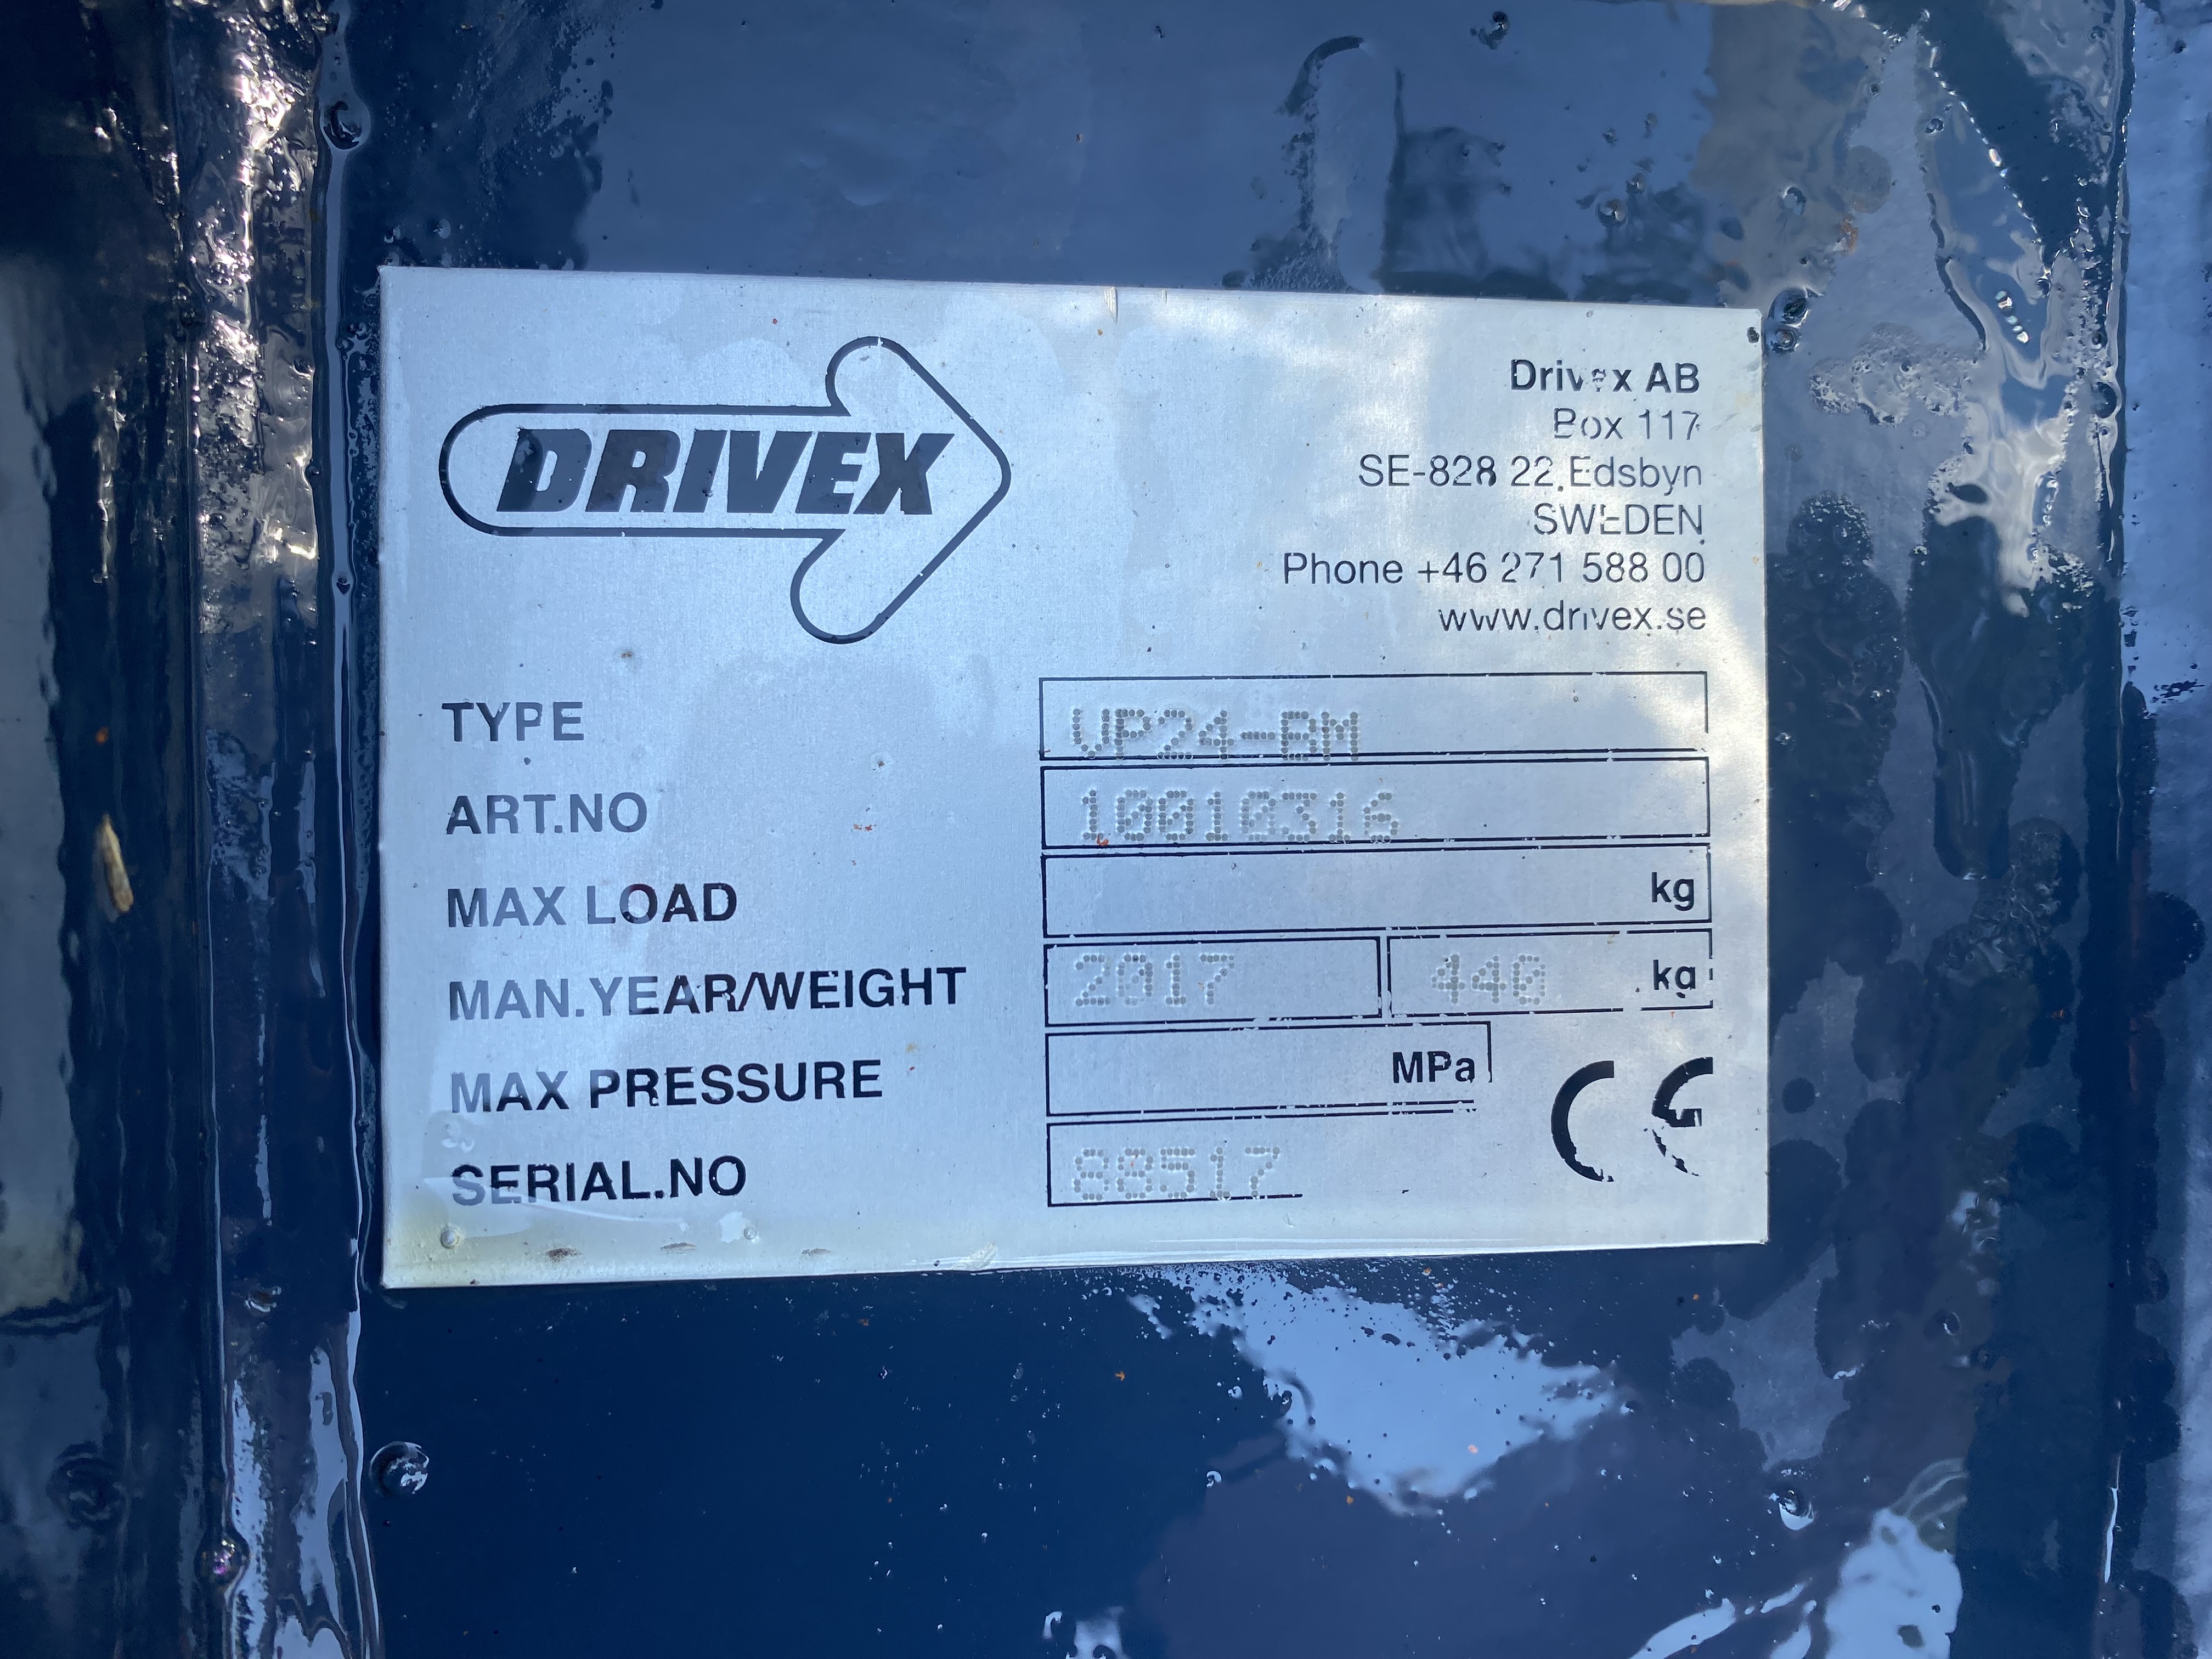 DRIVEX
Drivex AB
Box 117
SE-828 22 Edsbyn
SWEDEN
Phone +46 271 588 00
www.drivex.se
TYPE VP24-BM
ART.NO 10010316
MAX LOAD kg
MAN.YEAR/WEIGHT 2017 440 kg
MAX PRESSURE MPa
SERIAL.NO 88517
CE